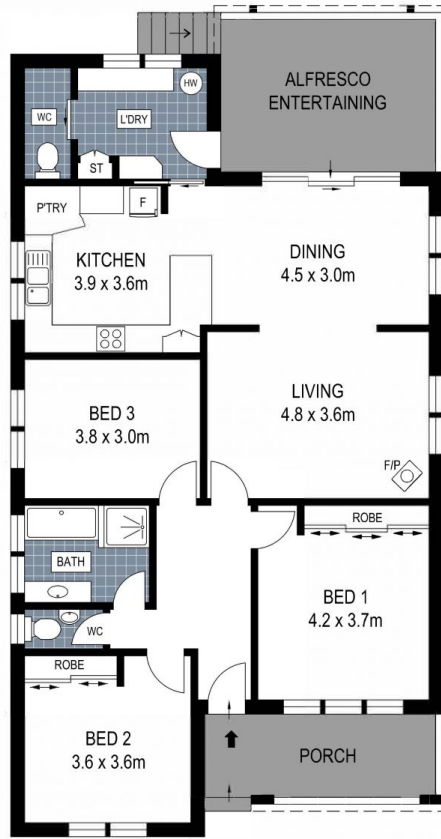 ALFRESCO
ENTERTAINING
HW
WC
L'DRY
ST
P'TRY
F
KITCHEN
3.9 x 3.6m
DINING
4.5 x 3.0m
BED 3
3.8 x 3.0m
LIVING
4.8 x 3.6m
F/P
ROBE
BATH
BED 1
4.2 x 3.7m
WC
ROBE
BED 2
3.6 x 3.6m
PORCH